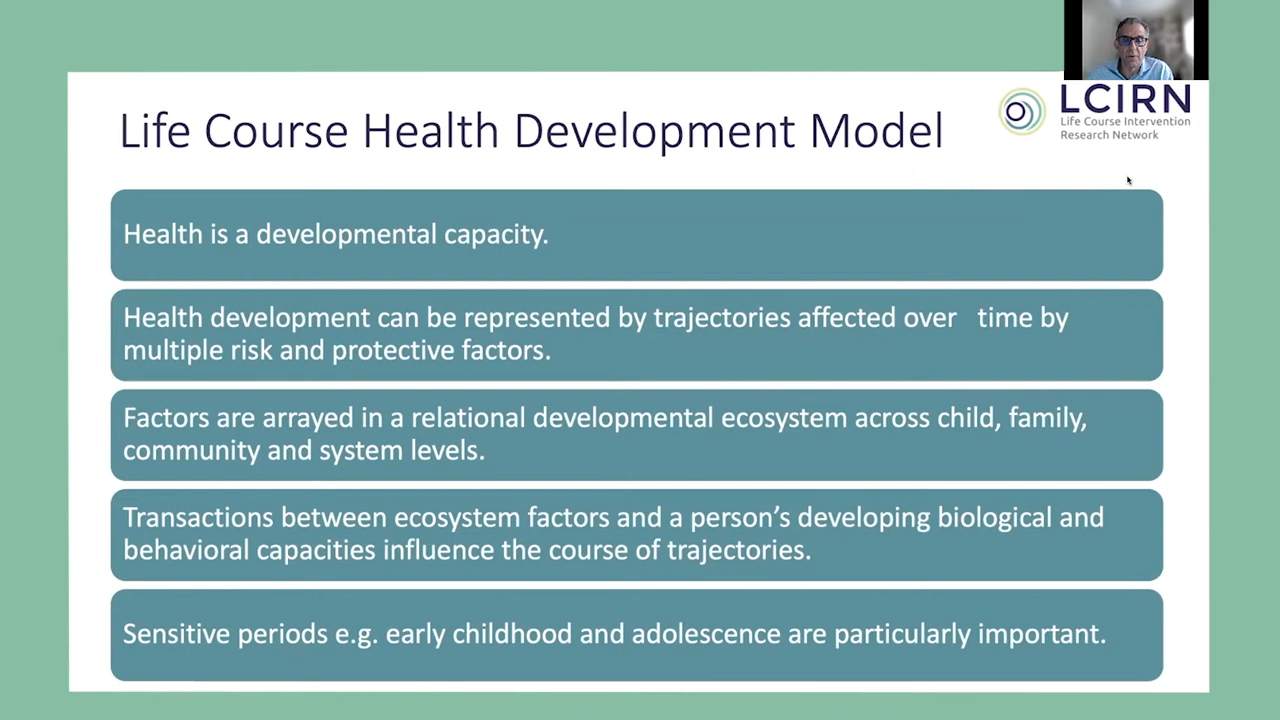 Life Course Health Development Model
LCIRN
Life Course Intervention
Research Network
Health is a developmental capacity.
Health development can be represented by trajectories affected over   time by
multiple risk and protective factors.
Factors are arrayed in a relational developmental ecosystem across child, family,
community and system levels.
Transactions between ecosystem factors and a person’s developing biological and
behavioral capacities influence the course of trajectories.
Sensitive periods e.g. early childhood and adolescence are particularly important.